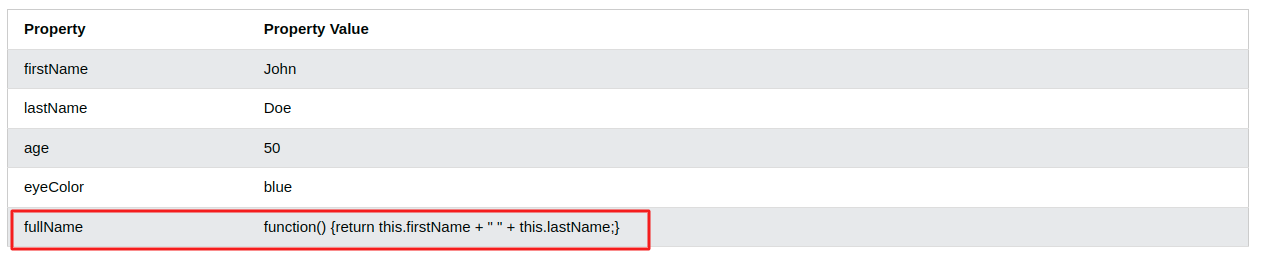 Property Property Value
firstName John
lastName Doe
age 50
eyeColor blue
fullName function() {return this.firstName + " " + this.lastName;}